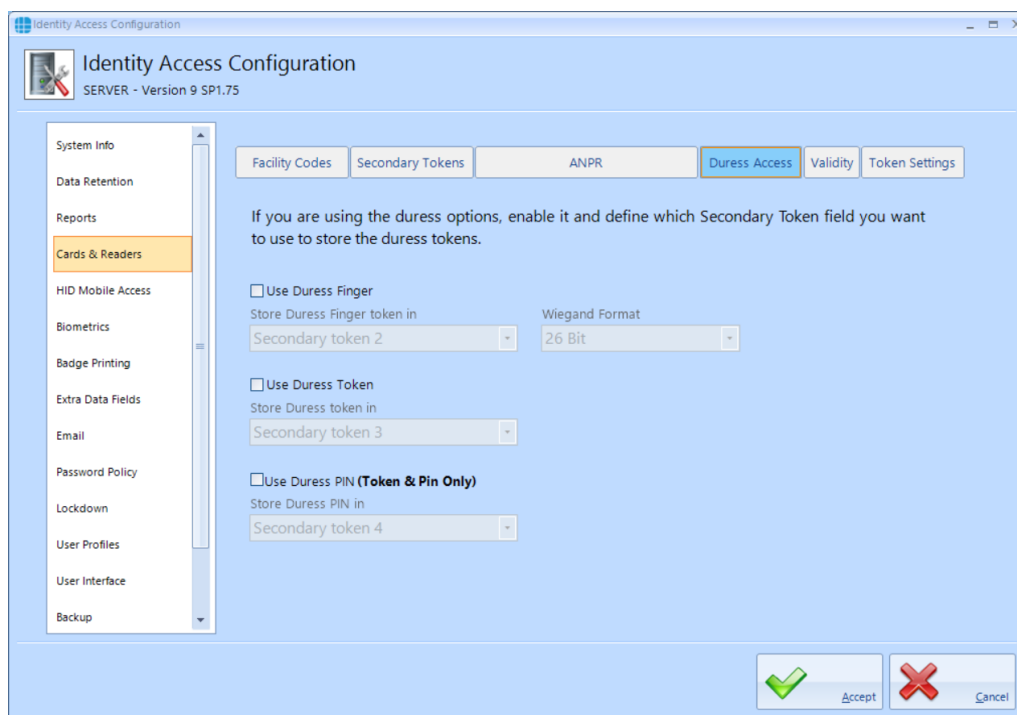 Identity Access Configuration
Identity Access Configuration
SERVER - Version 9 SP1.75
System Info
Data Retention
Reports
Cards & Readers
HID Mobile Access
Biometrics
Badge Printing
Extra Data Fields
Email
Password Policy
Lockdown
User Profiles
User Interface
Backup
Facility Codes Secondary Tokens ANPR Duress Access Validity Token Settings
If you are using the duress options, enable it and define which Secondary Token field you want
to use to store the duress tokens.
Use Duress Finger
Store Duress Finger token in Wiegand Format
Secondary token 2 26 Bit
Use Duress Token
Store Duress token in
Secondary token 3
Use Duress PIN (Token & Pin Only)
Store Duress PIN in
Secondary token 4
Accept Cancel